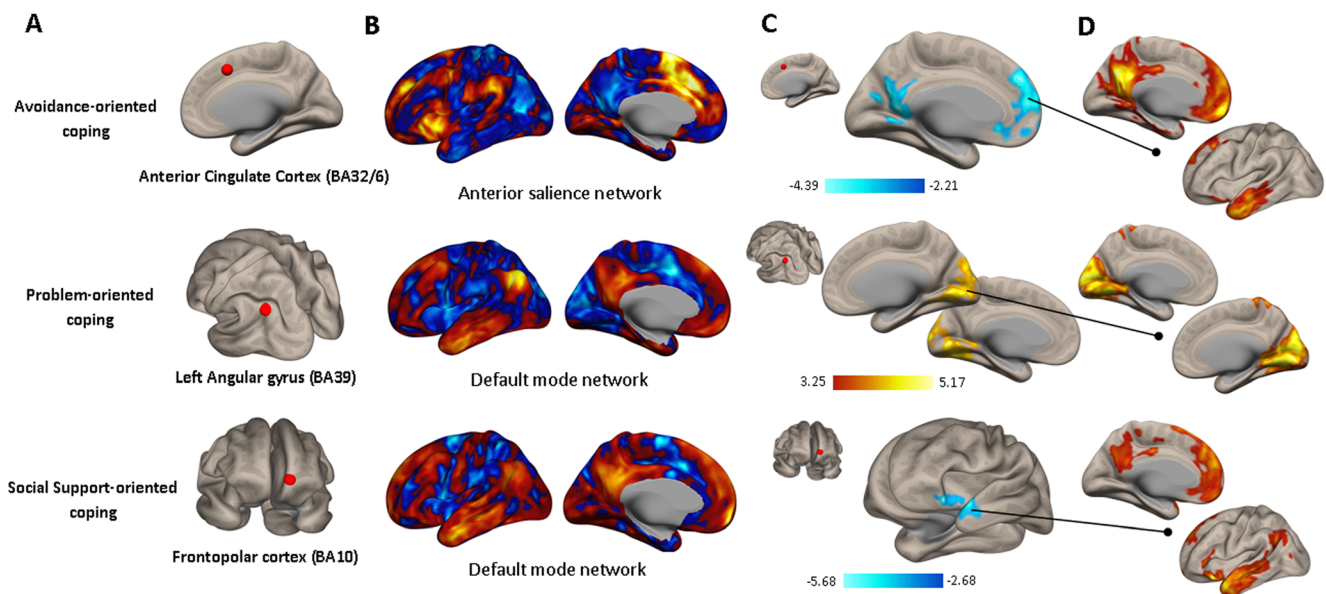 A
B
C
D
Avoidance-oriented
coping
Anterior Cingulate Cortex (BA32/6)
Anterior salience network
-4.39
-2.21
Problem-oriented
coping
Left Angular gyrus (BA39)
Default mode network
3.25
5.17
Social Support-oriented
coping
Frontopolar cortex (BA10)
Default mode network
-5.68
-2.68